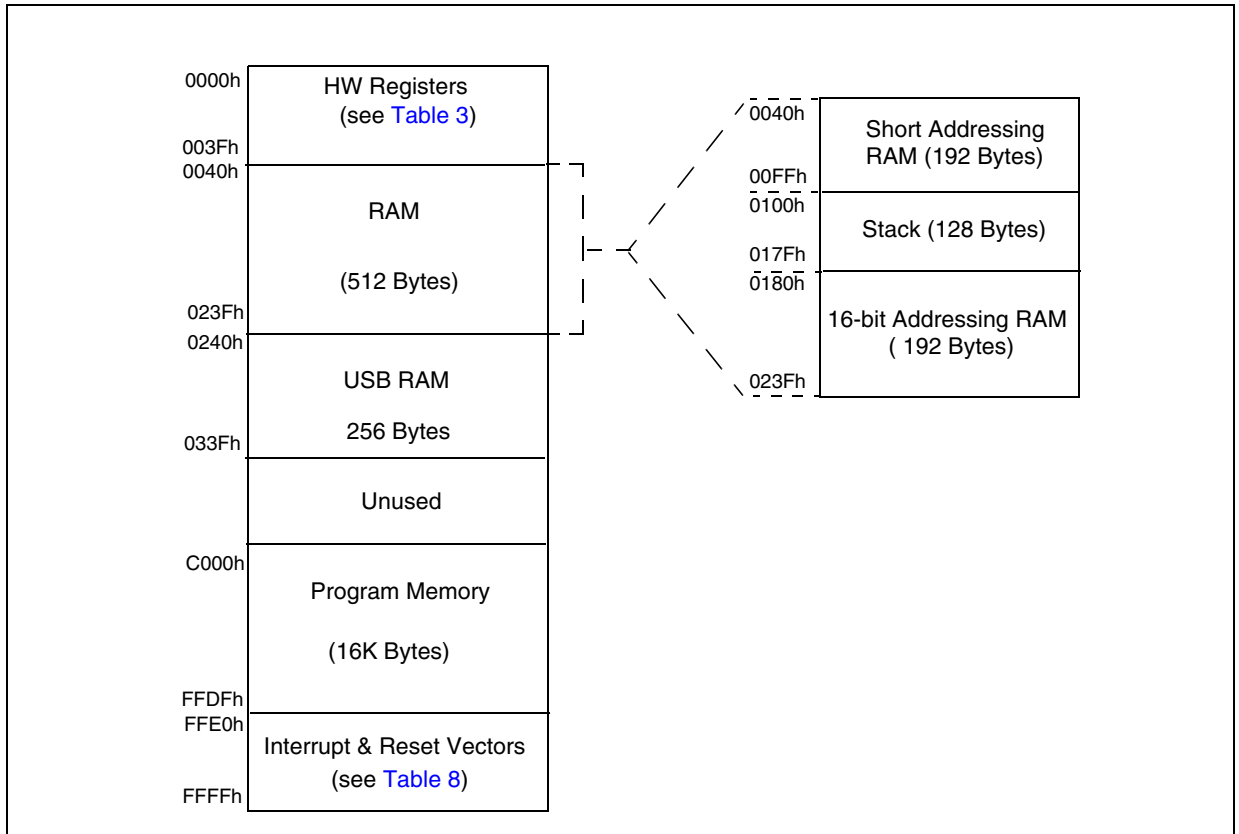 0000h
HW Registers
(see Table 3)
003Fh
0040h
RAM
(512 Bytes)
023Fh
0240h
USB RAM
256 Bytes
033Fh
Unused
C000h
Program Memory
(16K Bytes)
FFDFh
FFE0h
Interrupt & Reset Vectors
(see Table 8)
FFFFh
0040h
Short Addressing
RAM (192 Bytes)
00FFh
0100h
Stack (128 Bytes)
017Fh
0180h
16-bit Addressing RAM
( 192 Bytes)
023Fh